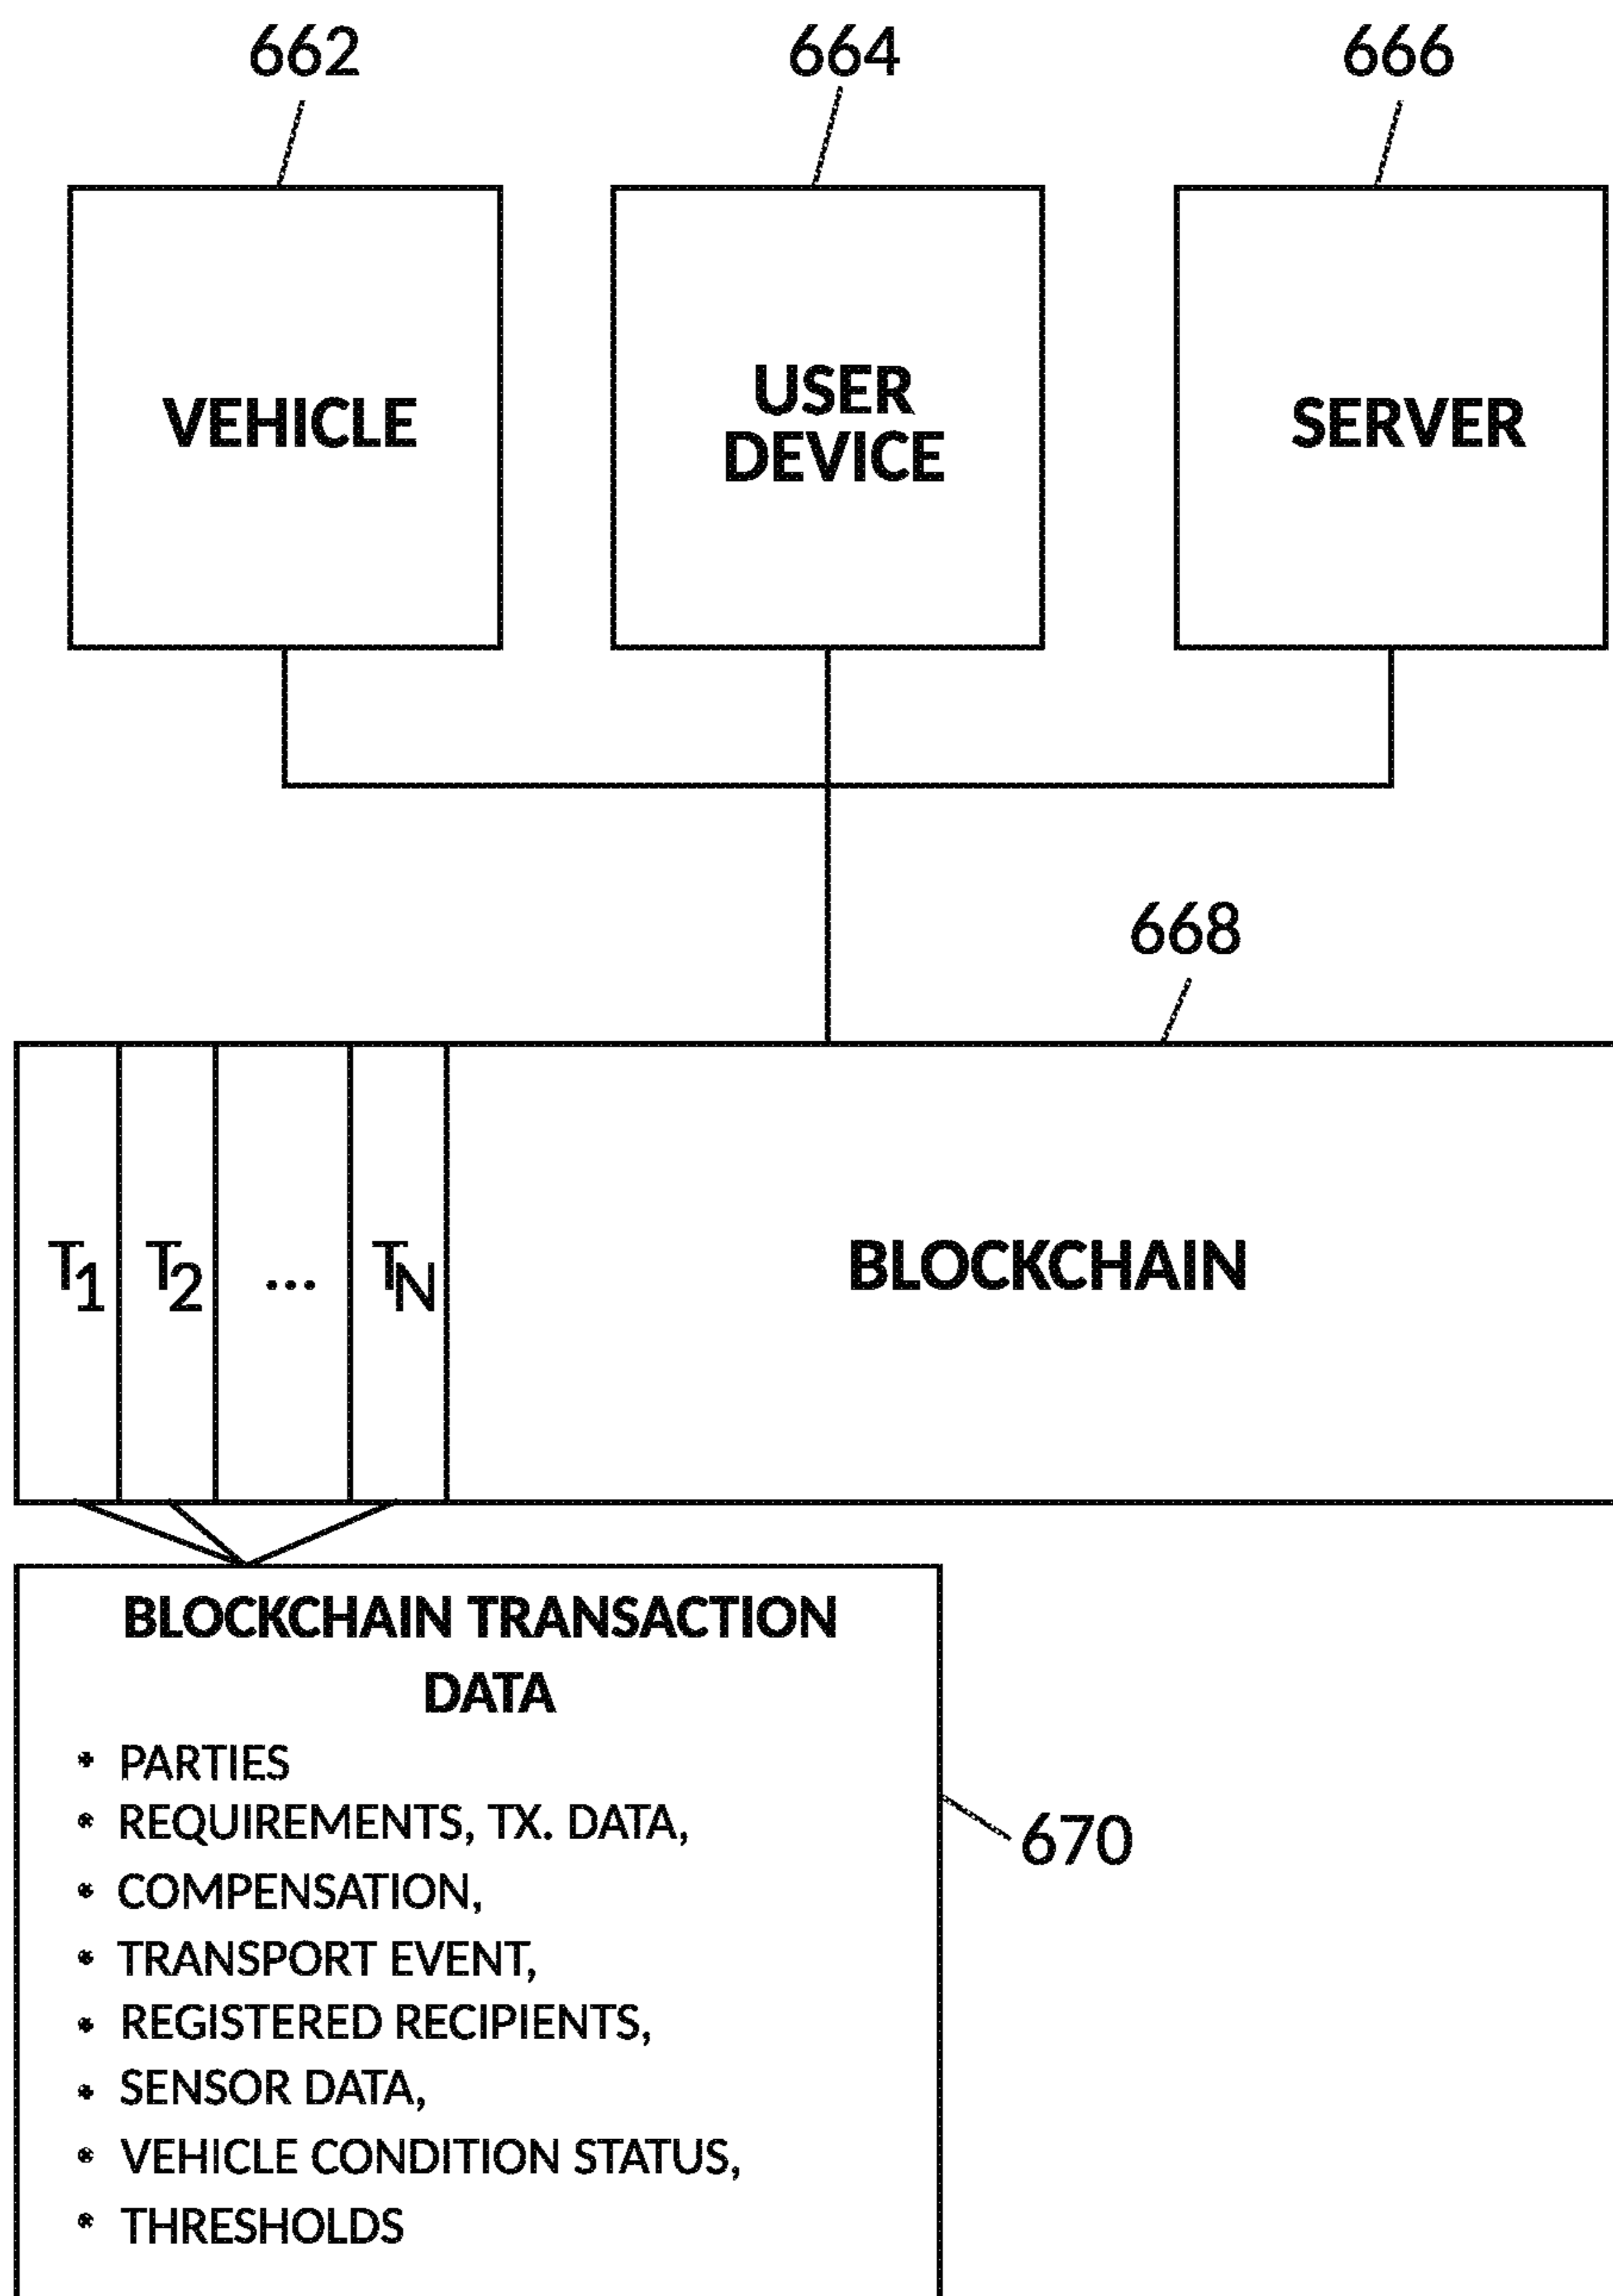 662 664 666
VEHICLE
USER
DEVICE
SERVER
668
T1 T2 ... TN
BLOCKCHAIN
BLOCKCHAIN TRANSACTION
DATA
• PARTIES
• REQUIREMENTS, TX. DATA,
• COMPENSATION,
• TRANSPORT EVENT,
• REGISTERED RECIPIENTS,
• SENSOR DATA,
• VEHICLE CONDITION STATUS,
• THRESHOLDS
670